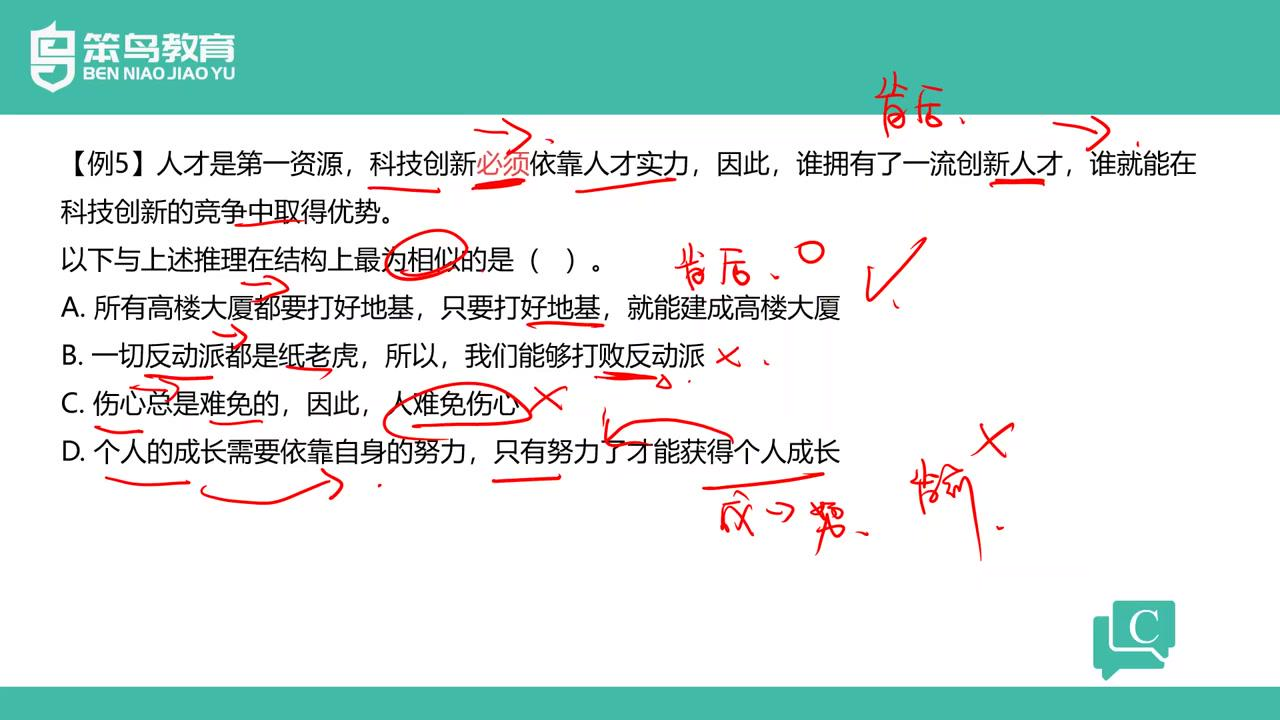 笨鸟教育
BEN NIAO JIAO YU
肯后、
【例5】人才是第一资源，科技创新必须依靠人才实力，因此，谁拥有了一流创新人才，谁就能在
科技创新的竞争中取得优势。
以下与上述推理在结构上最为相似的是（ ）。
肯后、
A. 所有高楼大厦都要打好地基，只要打好地基，就能建成高楼大厦
B. 一切反动派都是纸老虎，所以，我们能够打败反动派
C. 伤心总是难免的，因此，人难免伤心
D. 个人的成长需要依靠自身的努力，只有努力了才能获得个人成长
肯前
成→努
C